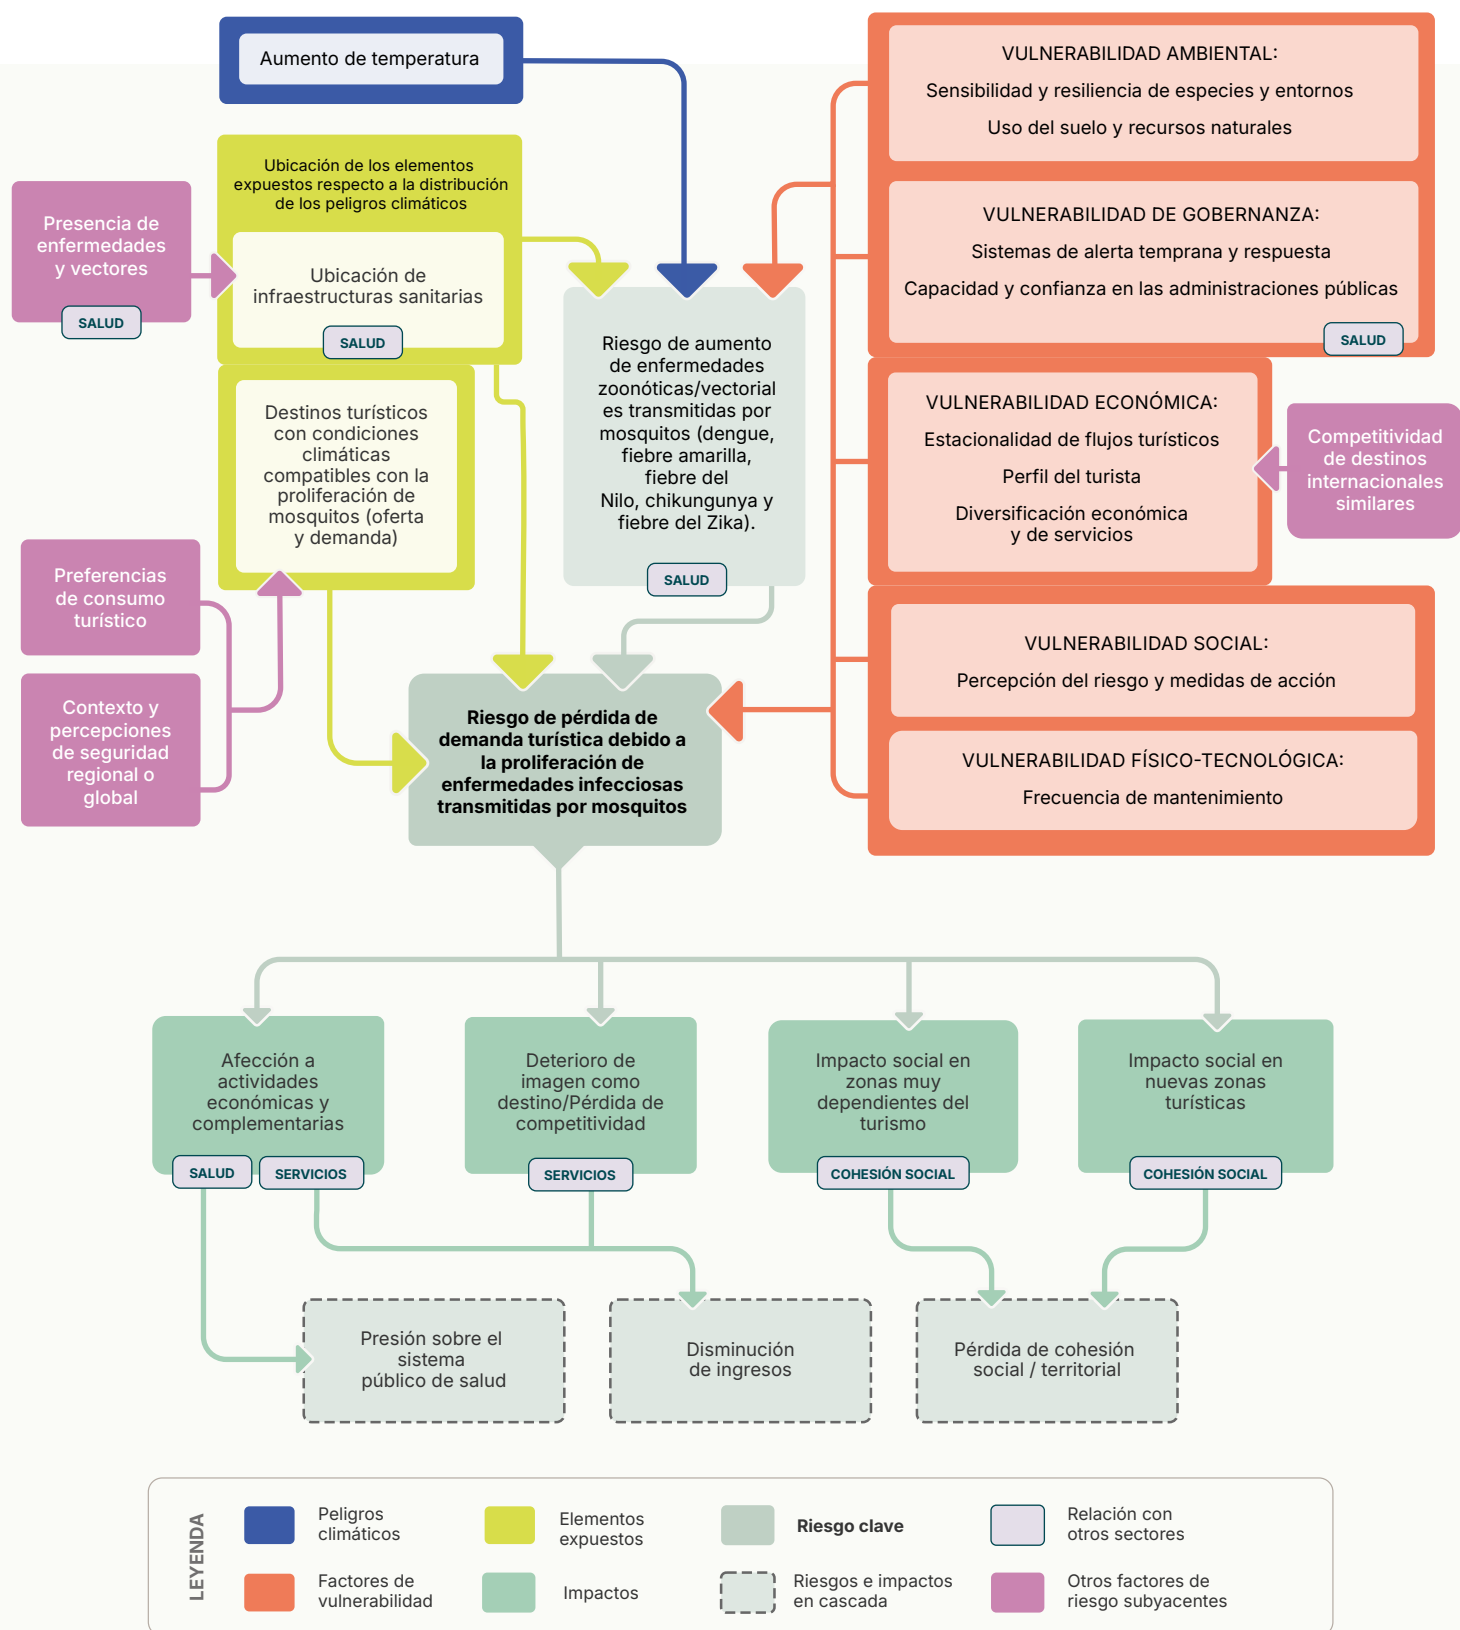 Aumento de temperatura
Ubicación de los elementos
expuestos respecto a la distribución
de los peligros climáticos
Ubicación de
infraestructuras sanitarias
SALUD
Presencia de
enfermedades
y vectores
SALUD
Destinos turísticos
con condiciones
climáticas
compatibles con la
proliferación de
mosquitos (oferta
y demanda)
Preferencias
de consumo
turístico
Contexto y
percepciones
de seguridad
regional o
global
Riesgo de aumento
de enfermedades
zoonóticas/vectorial
es transmitidas por
mosquitos (dengue,
fiebre amarilla,
fiebre del
Nilo, chikungunya y
fiebre del Zika).
SALUD
VULNERABILIDAD AMBIENTAL:
Sensibilidad y resiliencia de especies y entornos
Uso del suelo y recursos naturales
VULNERABILIDAD DE GOBERNANZA:
Sistemas de alerta temprana y respuesta
Capacidad y confianza en las administraciones públicas
SALUD
VULNERABILIDAD ECONÓMICA:
Estacionalidad de flujos turísticos
Perfil del turista
Diversificación económica
y de servicios
Competitividad
de destinos
internacionales
similares
VULNERABILIDAD SOCIAL:
Percepción del riesgo y medidas de acción
VULNERABILIDAD FÍSICO-TECNOLÓGICA:
Frecuencia de mantenimiento
Riesgo de pérdida de
demanda turística debido a
la proliferación de
enfermedades infecciosas
transmitidas por mosquitos
Afección a
actividades
económicas y
complementarias
SALUD
SERVICIOS
Deterioro de
imagen como
destino/Pérdida de
competitividad
SERVICIOS
Impacto social en
zonas muy
dependientes del
turismo
COHESIÓN SOCIAL
Impacto social en
nuevas zonas
turísticas
COHESIÓN SOCIAL
Presión sobre el
sistema
público de salud
Disminución
de ingresos
Pérdida de cohesión
social / territorial
LEYENDA
Peligros
climáticos
Elementos
expuestos
Riesgo clave
Relación con
otros sectores
Factores de
vulnerabilidad
Impactos
Riesgos e impactos
en cascada
Otros factores de
riesgo subyacentes